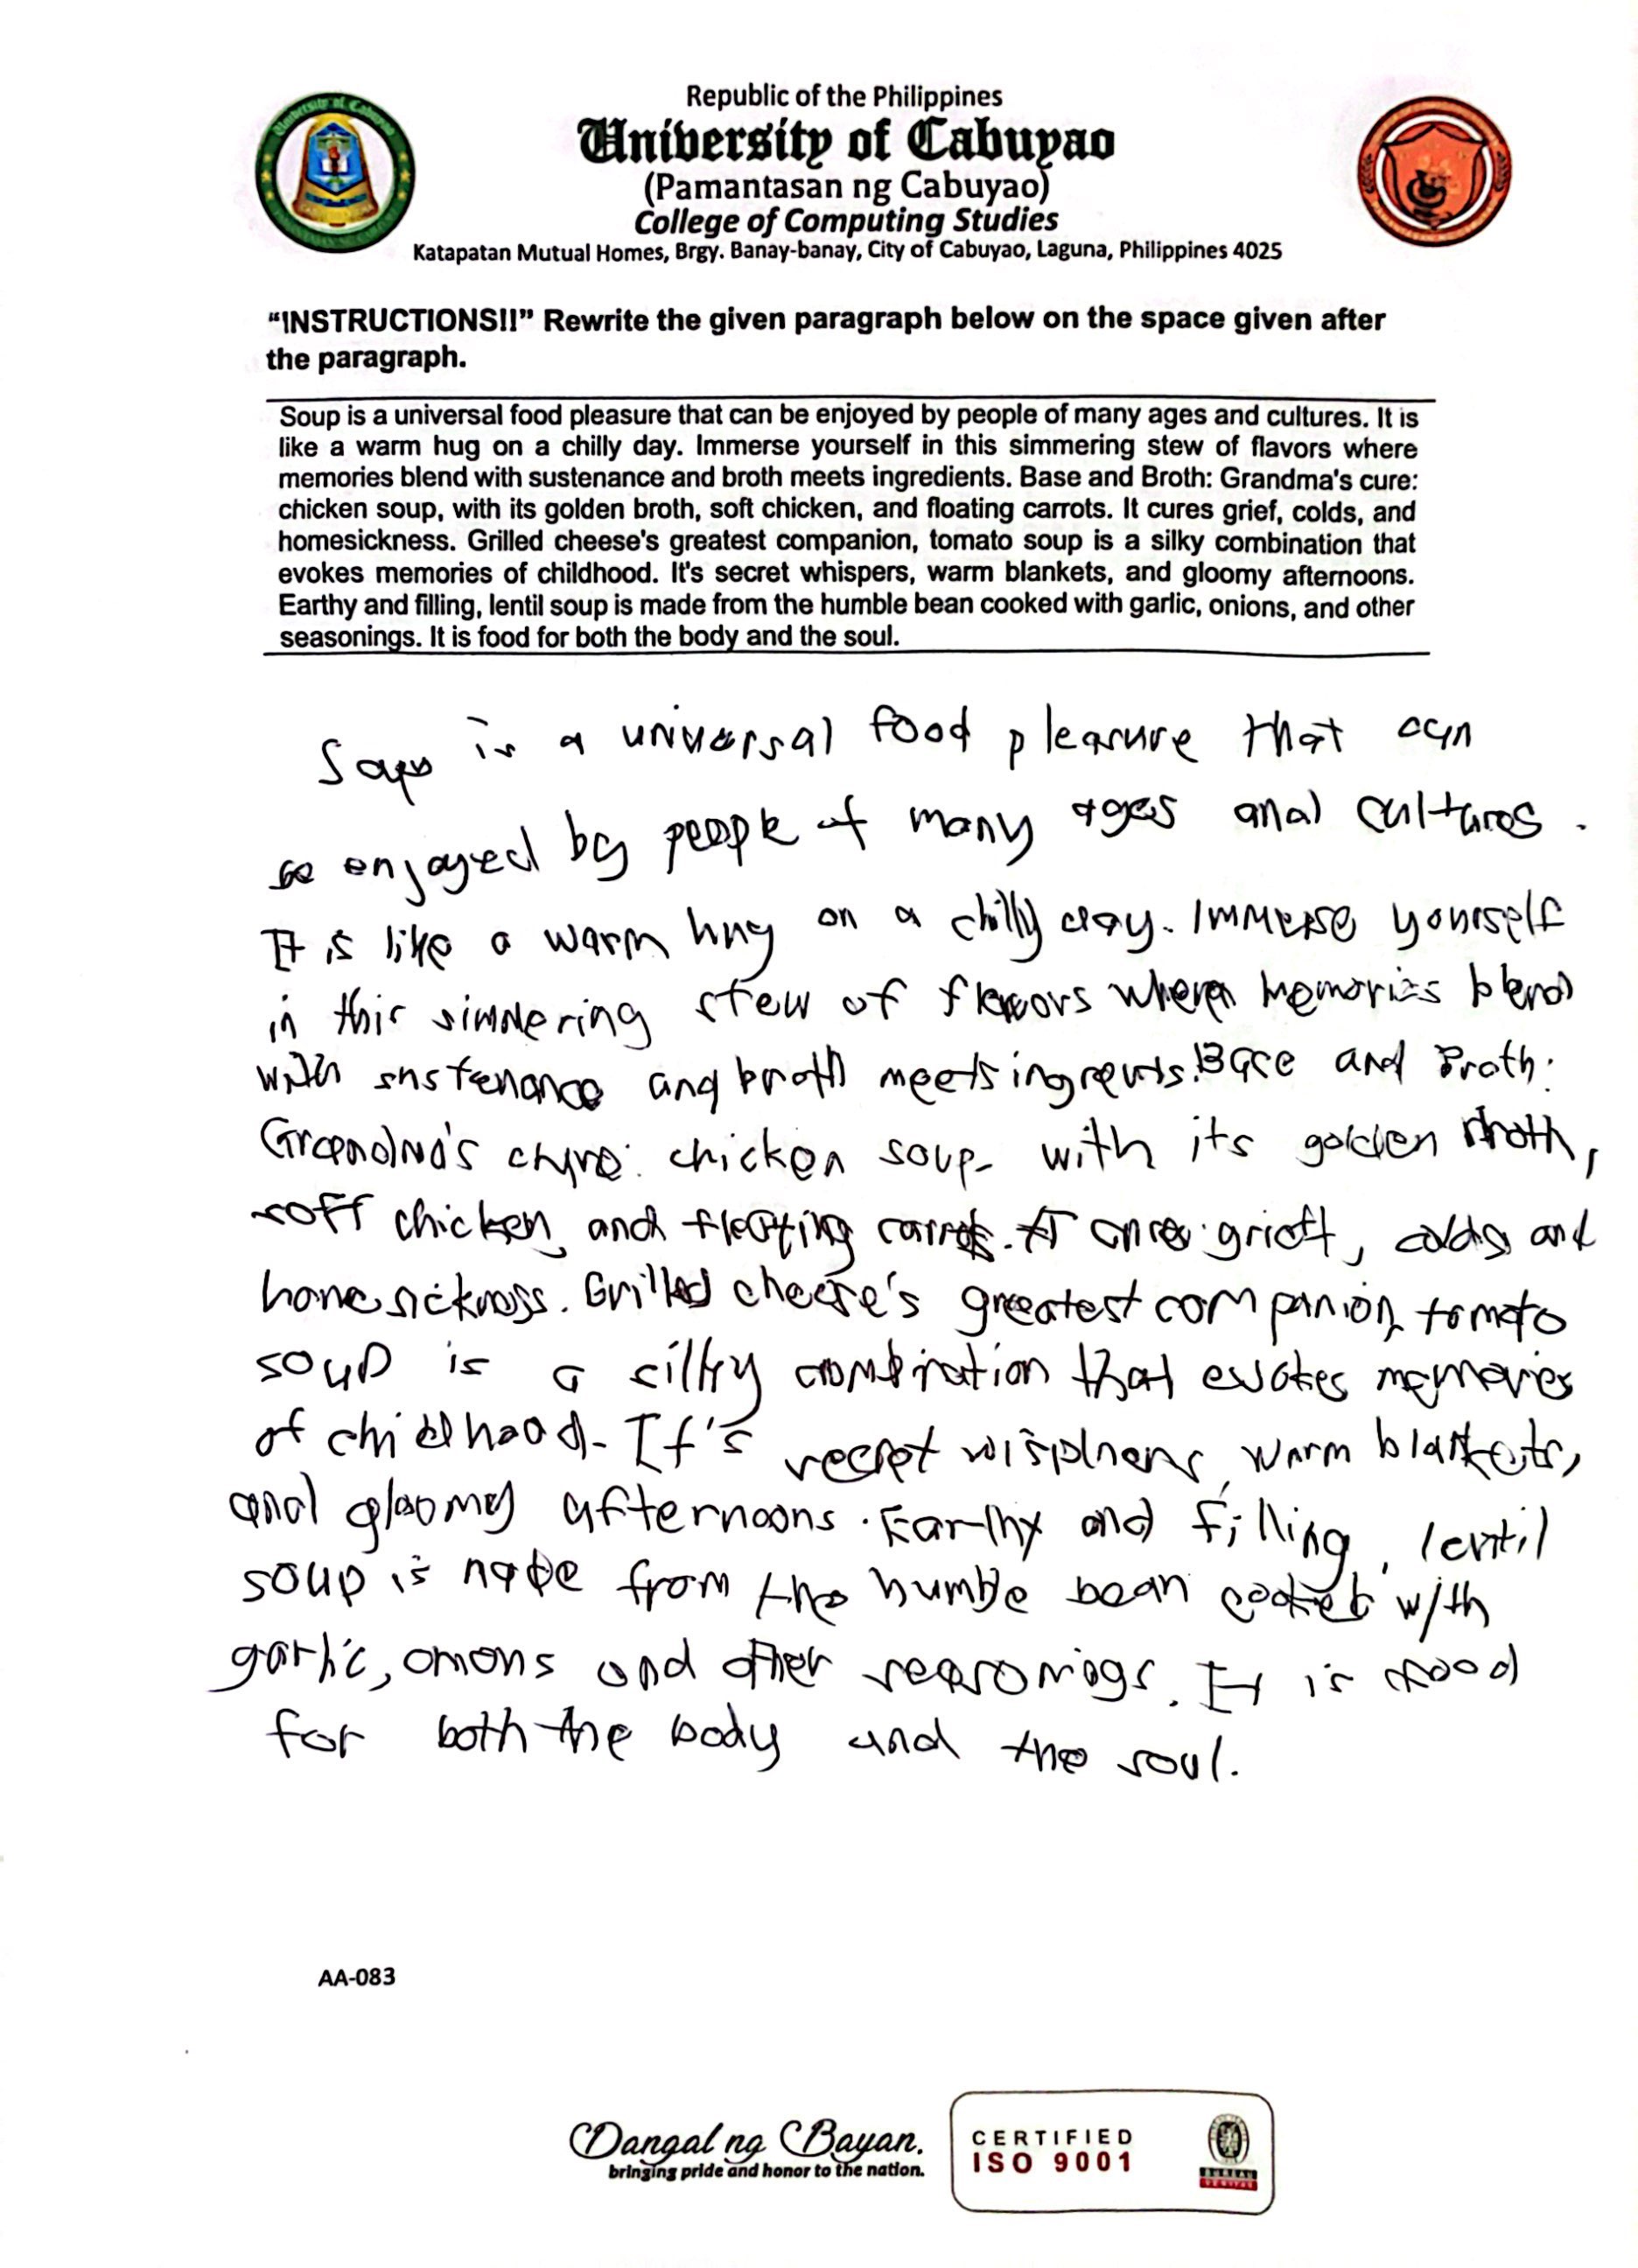 Republic of the Philippines
University of Cabuyao
(Pamantasan ng Cabuyao)
College of Computing Studies
Katapatan Mutual Homes, Brgy. Banay-banay, City of Cabuyao, Laguna, Philippines 4025
“INSTRUCTIONS!!” Rewrite the given paragraph below on the space given after
the paragraph.
Soup is a universal food pleasure that can be enjoyed by people of many ages and cultures. It is
like a warm hug on a chilly day. Immerse yourself in this simmering stew of flavors where
memories blend with sustenance and broth meets ingredients. Base and Broth: Grandma's cure:
chicken soup, with its golden broth, soft chicken, and floating carrots. It cures grief, colds, and
homesickness. Grilled cheese's greatest companion, tomato soup is a silky combination that
evokes memories of childhood. It's secret whispers, warm blankets, and gloomy afternoons.
Earthy and filling, lentil soup is made from the humble bean cooked with garlic, onions, and other
seasonings. It is food for both the body and the soul.
is a universal food pleasure that can
enjoyed by people of many ages and cultures.
It is like a warm hug on a chilly day. Immerse yourself
in this simmering stew of flavors where memories blend
with sustenance and broth meets Base and Broth:
Grandma's chicken soup with its golden broth,
soft chicken, and floating carrots. It colds and
homesickness. Grilled cheese's greatest companion, tomato
soup is a silky combination that evokes memories
of childhood. It's secret warm blankets,
and gloomy afternoons. Earthy and filling, lentil
soup is from the humble bean cooked with
garlic, onions and other seasonings. It is food
for both the body and the soul.
AA-083
Dangal ng Bayan.
bringing pride and honor to the nation.
CERTIFIED
ISO 9001
BUREAU
VERITAS